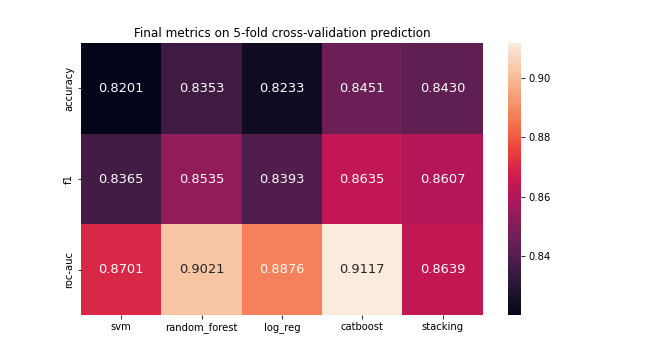 Final metrics on 5-fold cross-validation prediction
accuracy
0.8201 0.8353 0.8233 0.8451 0.8430
f1
0.8365 0.8535 0.8393 0.8635 0.8607
roc-auc
0.8701 0.9021 0.8876 0.9117 0.8639
svm random_forest log_reg catboost stacking
0.90
0.88
0.86
0.84